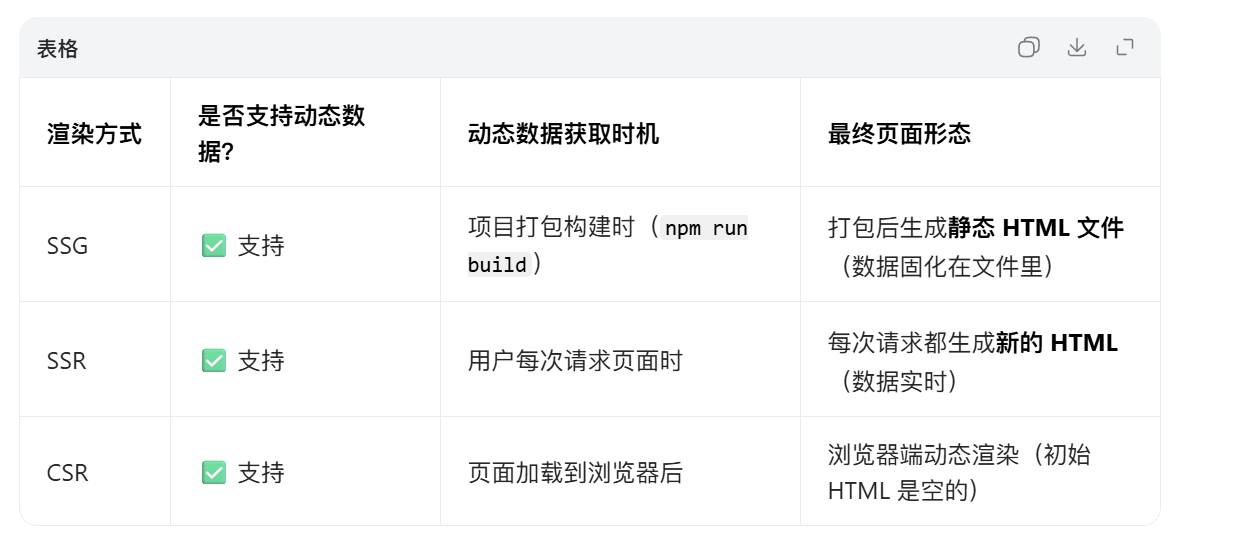 表格
渲染方式
是否支持动态数
据?
动态数据获取时机
最终页面形态
SSG
✅ 支持
项目打包构建时（npm run
build）
打包后生成静态 HTML 文件
（数据固化在文件里）
SSR
✅ 支持
用户每次请求页面时
每次请求都生成新的 HTML
（数据实时）
CSR
✅ 支持
页面加载到浏览器后
浏览器端动态渲染（初始
HTML 是空的）